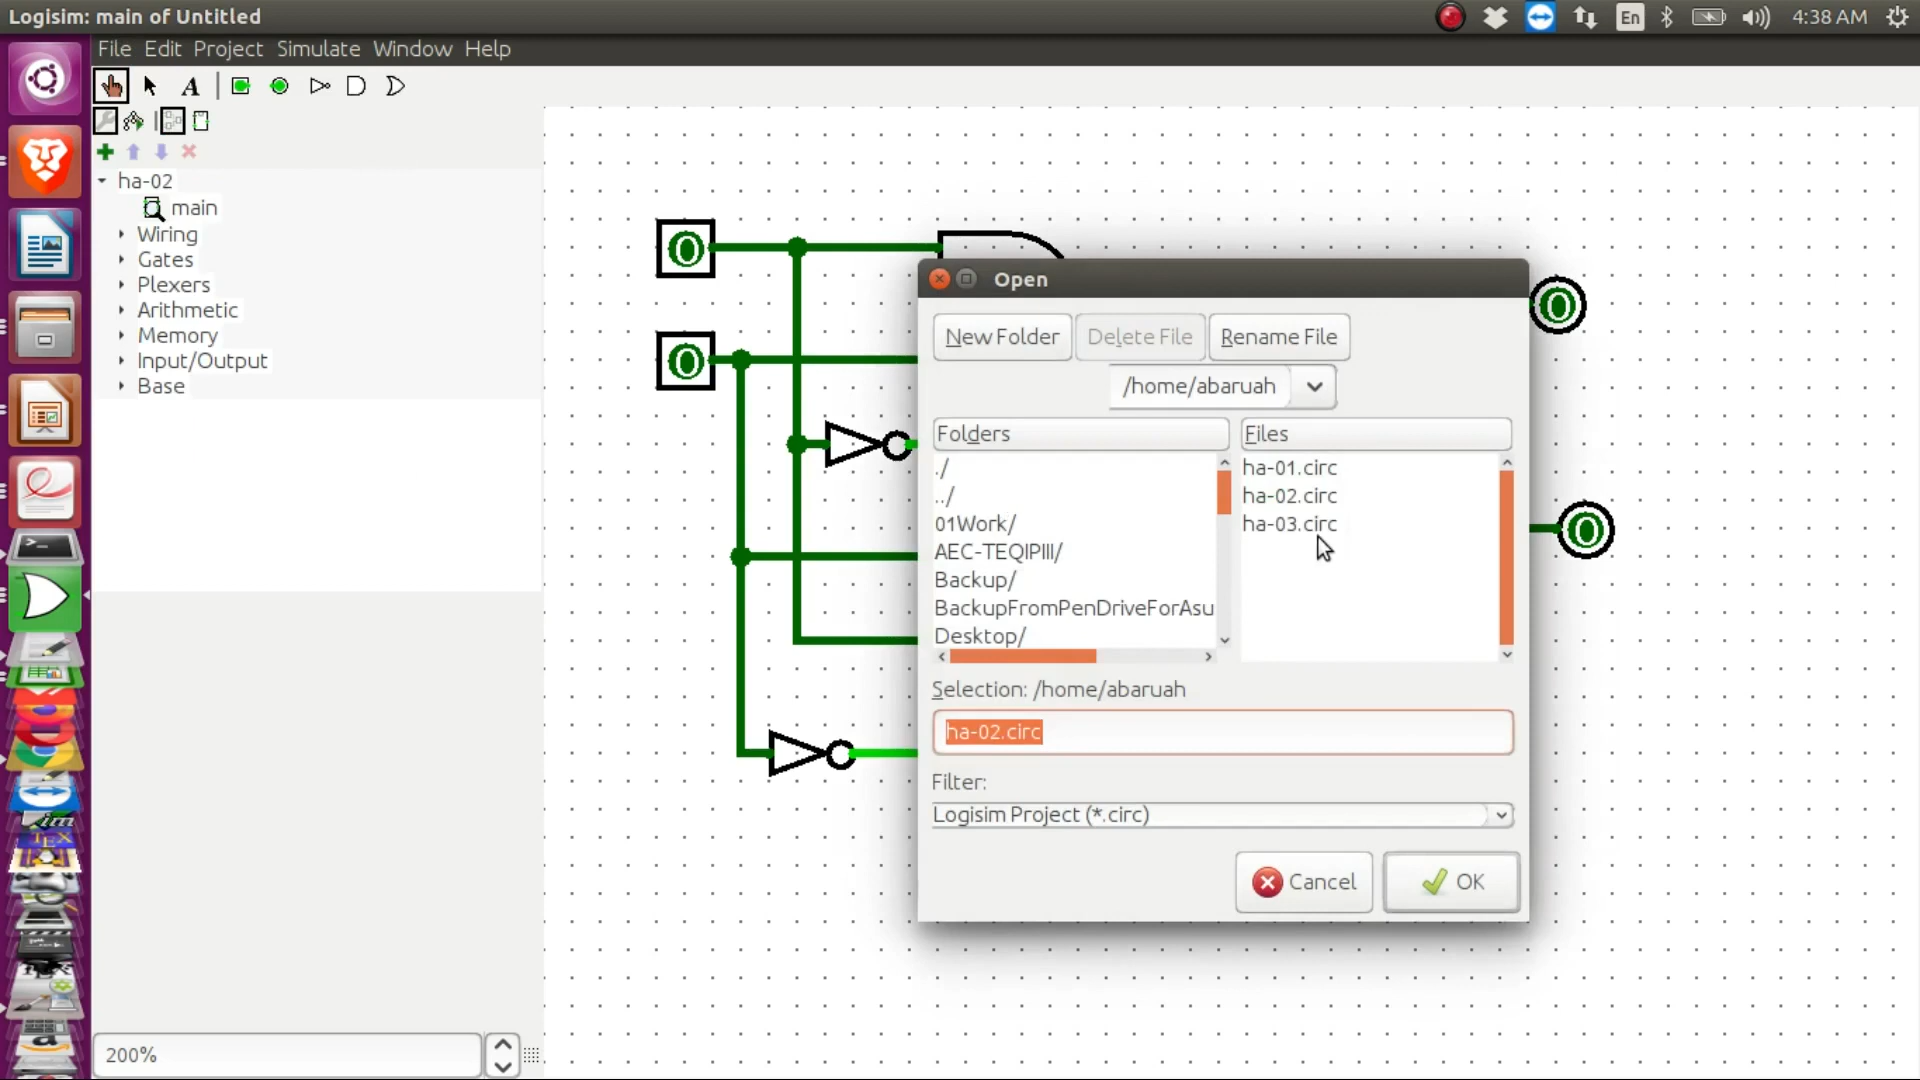 Logisim: main of Untitled
En
4:38 AM
File Edit Project Simulate Window Help
A
ha-02
main
Wiring
Gates
Plexers
Arithmetic
Memory
Input/Output
Base
200%
0
0
0
0
Open
New Folder
Delete File
Rename File
/home/abaruah
Folders
Files
./
../
01Work/
AEC-TEQIPIII/
Backup/
BackupFromPenDriveForAsu
Desktop/
ha-01.circ
ha-02.circ
ha-03.circ
Selection: /home/abaruah
ha-02.circ
Filter:
Logisim Project (*.circ)
Cancel
OK